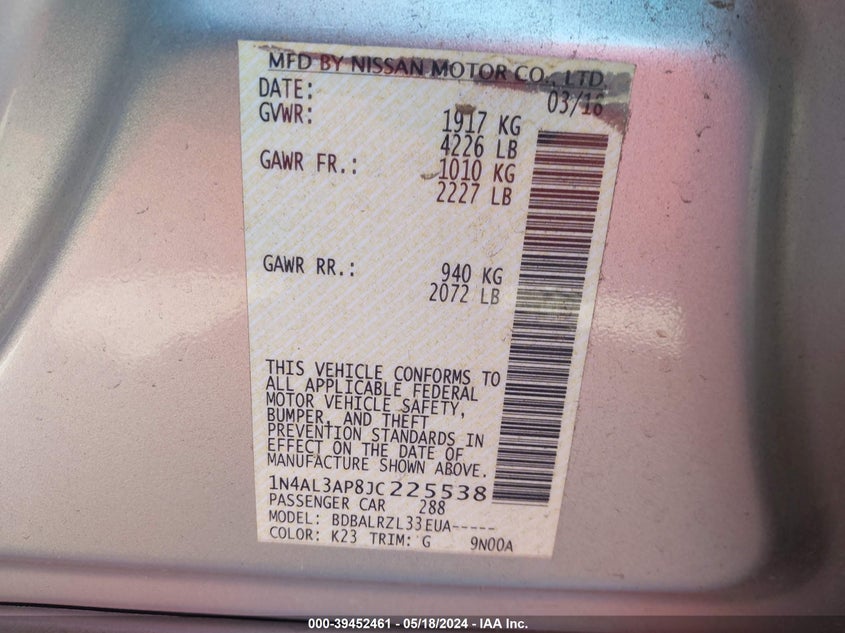 MFD BY NISSAN MOTOR CO., LTD.
DATE: 03/18
GVWR: 1917 KG
4226 LB
GAWR FR.: 1010 KG
2227 LB
GAWR RR.: 940 KG
2072 LB
THIS VEHICLE CONFORMS TO
ALL APPLICABLE FEDERAL
MOTOR VEHICLE SAFETY,
BUMPER, AND THEFT
PREVENTION STANDARDS IN
EFFECT ON THE DATE OF
MANUFACTURE SHOWN ABOVE.
1N4AL3AP8JC225538
PASSENGER CAR 288
MODEL: BDBALRZL33EUA-----
COLOR: K23 TRIM: G 9N00A
000-39452461 - 05/18/2024 - IAA Inc.